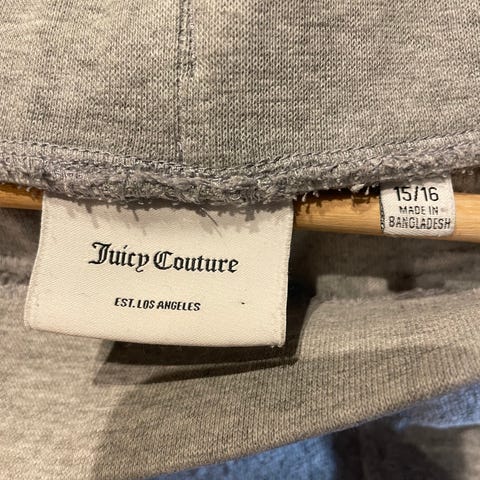 Juicy Couture
EST. LOS ANGELES
15/16
MADE IN
BANGLADESH